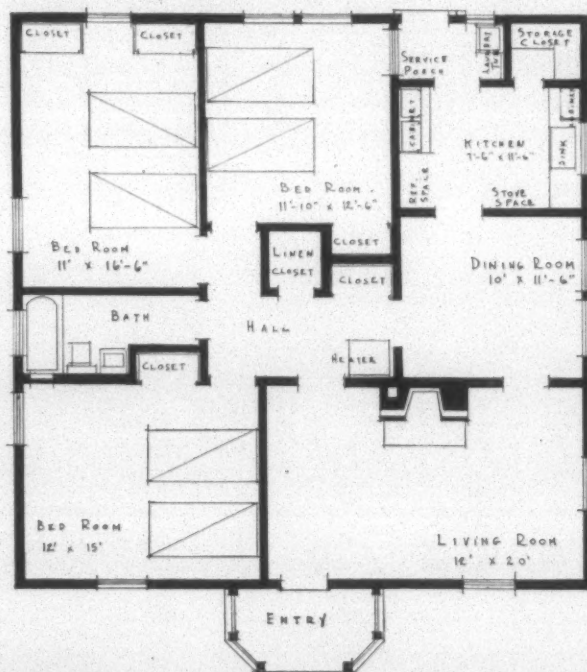 CLOSET
CLOSET
SERVICE
PORCH
LAUNDRY
STORAGE
CLOSET
CABINET
CABINET
KITCHEN
7'-6" X 11'-6"
SINK
REF.
SPACE
STOVE
SPACE
BED ROOM
11'-10" X 12'-6"
BED ROOM
11' X 16'-6"
LINEN
CLOSET
CLOSET
CLOSET
DINING ROOM
10' X 11'-6"
BATH
HALL
CLOSET
HEATER
BED ROOM
12' X 15'
LIVING ROOM
12' X 20'
ENTRY